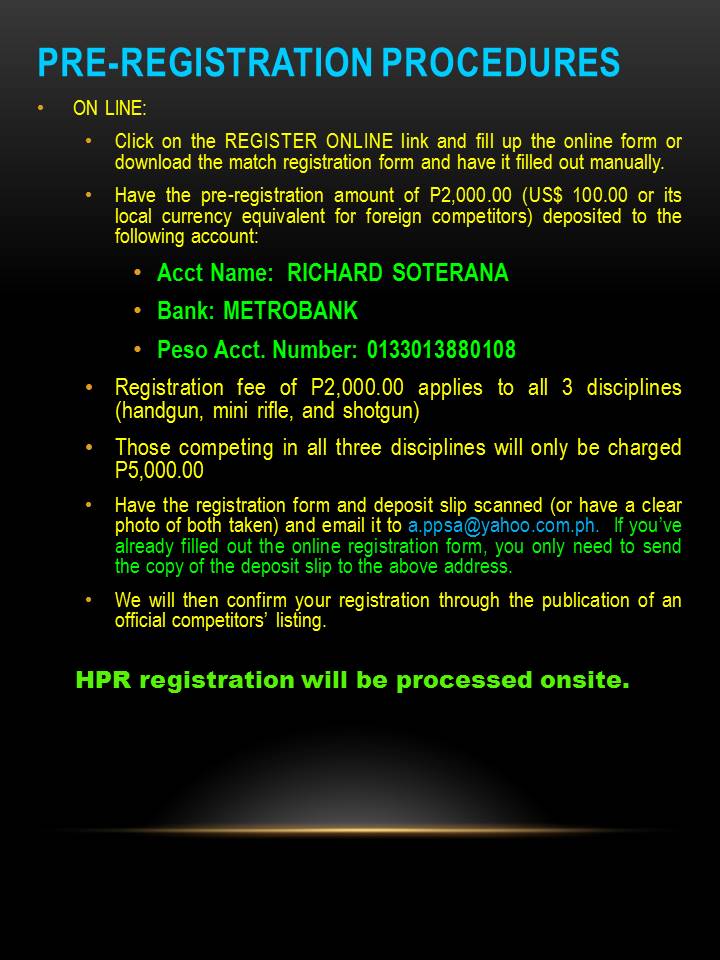 PRE-REGISTRATION PROCEDURES
• ON LINE:
• Click on the REGISTER ONLINE link and fill up the online form or
download the match registration form and have it filled out manually.
• Have the pre-registration amount of P2,000.00 (US$ 100.00 or its
local currency equivalent for foreign competitors) deposited to the
following account:
• Acct Name: RICHARD SOTERANA
• Bank: METROBANK
• Peso Acct. Number: 0133013880108
• Registration fee of P2,000.00 applies to all 3 disciplines
(handgun, mini rifle, and shotgun)
• Those competing in all three disciplines will only be charged
P5,000.00
• Have the registration form and deposit slip scanned (or have a clear
photo of both taken) and email it to a.ppsa@yahoo.com.ph. If you’ve
already filled out the online registration form, you only need to send
the copy of the deposit slip to the above address.
• We will then confirm your registration through the publication of an
official competitors’ listing.
HPR registration will be processed onsite.